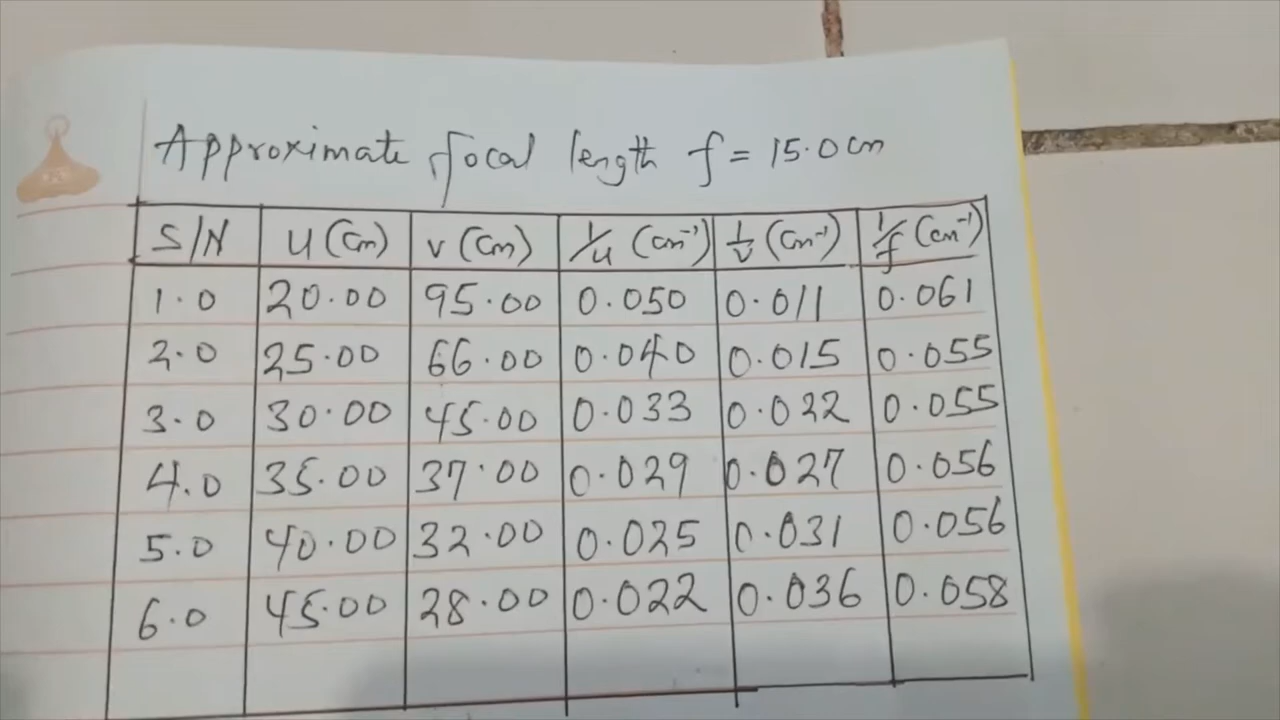 Approximate focal length f = 15.0cm
S/N U (cm) v (cm) 1/u (cm⁻¹) 1/v (cm⁻¹) 1/f (cm⁻¹)
1.0 20.00 95.00 0.050 0.011 0.061
2.0 25.00 66.00 0.040 0.015 0.055
3.0 30.00 45.00 0.033 0.022 0.055
4.0 35.00 37.00 0.029 0.027 0.056
5.0 40.00 32.00 0.025 0.031 0.056
6.0 45.00 28.00 0.022 0.036 0.058